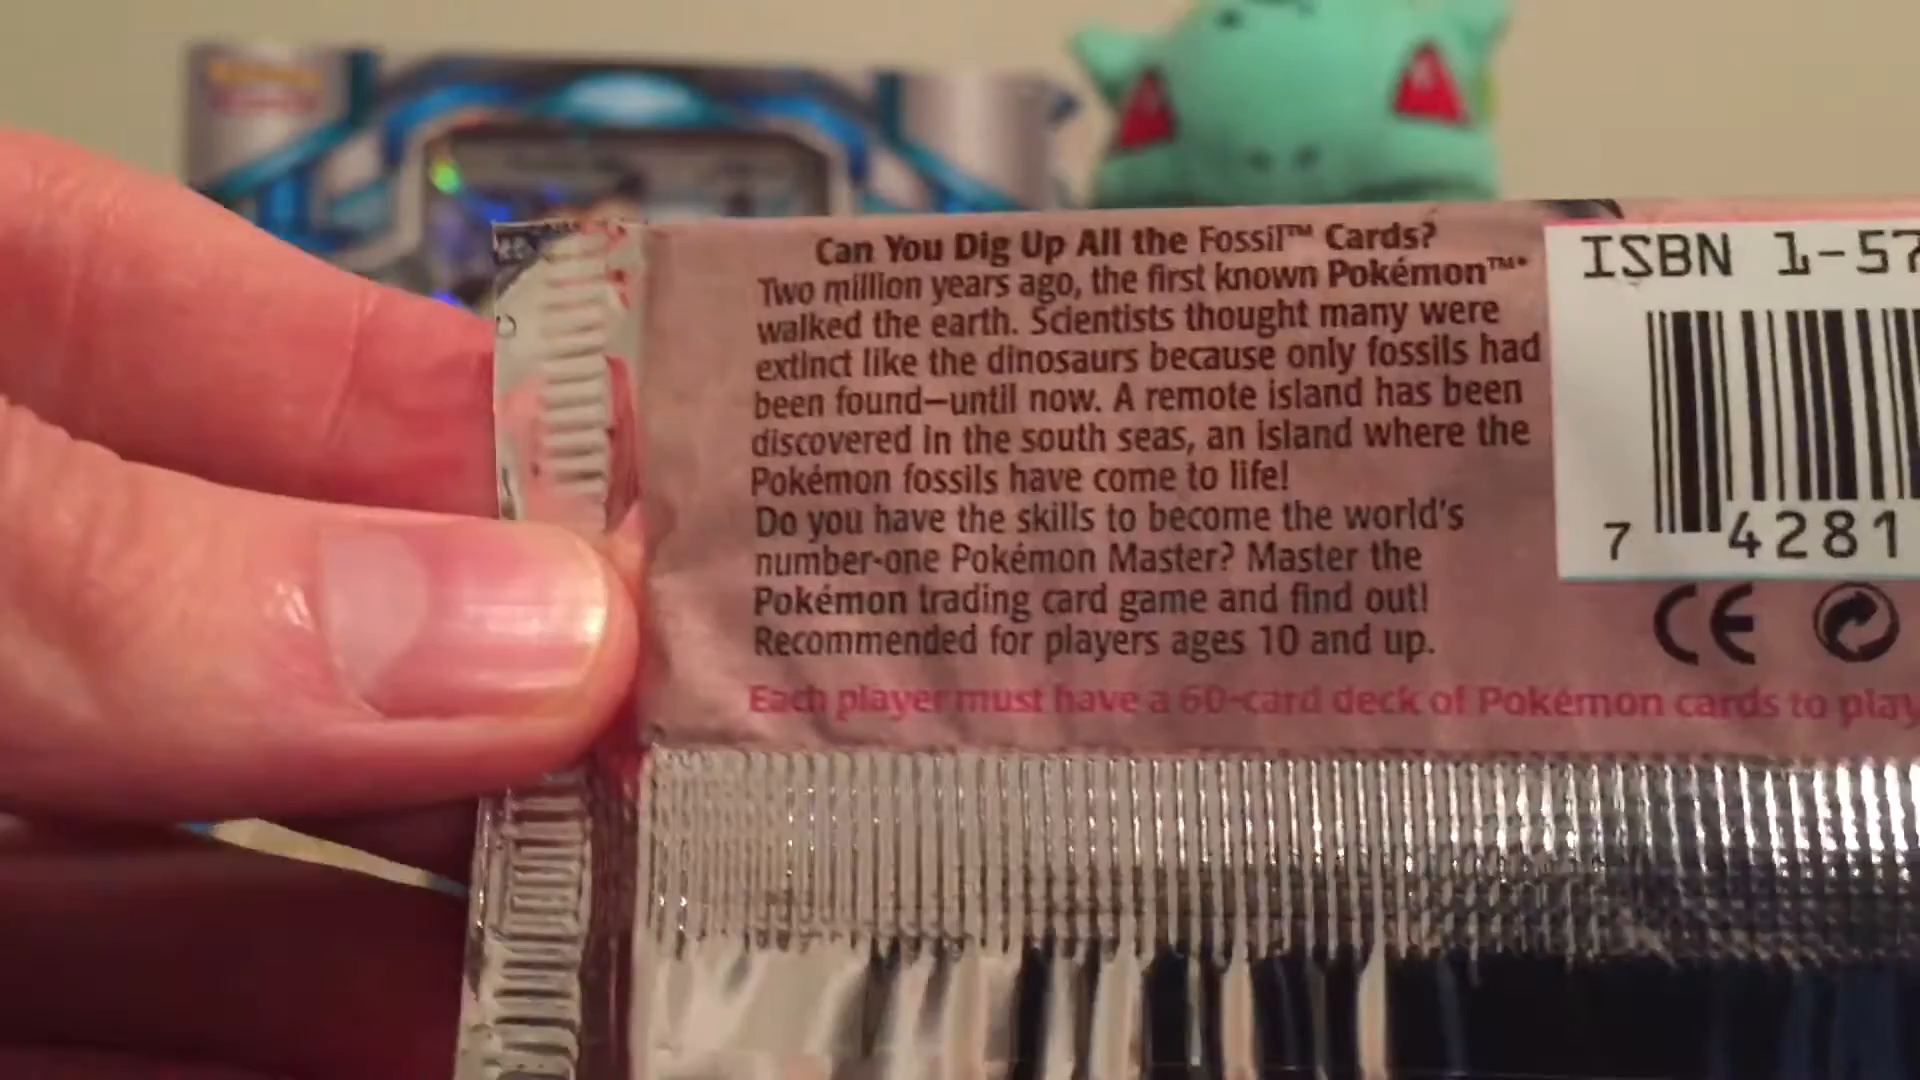 Can You Dig Up All the Fossil™ Cards?
Two million years ago, the first known Pokémon™*
walked the earth. Scientists thought many were
extinct like the dinosaurs because only fossils had
been found—until now. A remote island has been
discovered in the south seas, an island where the
Pokémon fossils have come to life!
Do you have the skills to become the world's
number-one Pokémon Master? Master the
Pokémon trading card game and find out!
Recommended for players ages 10 and up.
Each player must have a 60-card deck of Pokémon cards to play
ISBN 1-57
7 4281
CE